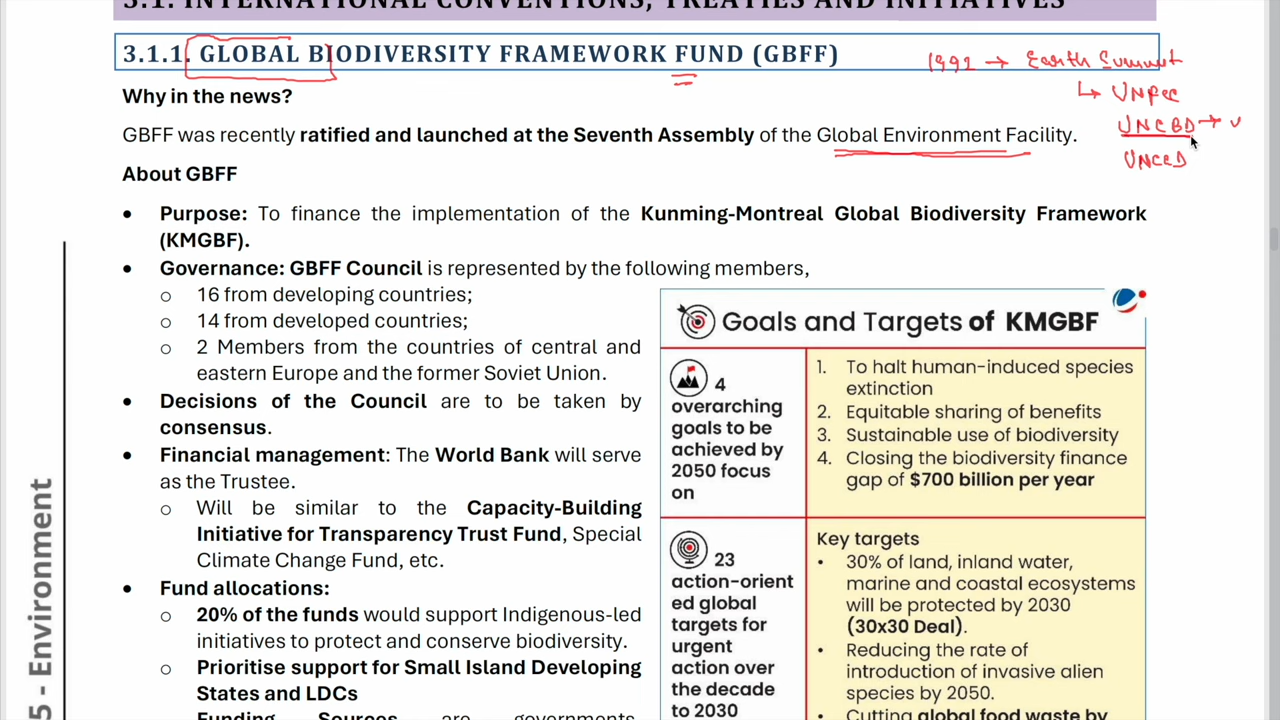 3.1. INTERNATIONAL CONVENTIONS, TREATIES AND INITIATIVES
3.1.1. GLOBAL BIODIVERSITY FRAMEWORK FUND (GBFF)
1992 → Earth Summit
↳ UNFCC
UNCBD →
UNCCD
Why in the news?
GBFF was recently ratified and launched at the Seventh Assembly of the Global Environment Facility.
About GBFF
• Purpose: To finance the implementation of the Kunming-Montreal Global Biodiversity Framework
(KMGBF).
• Governance: GBFF Council is represented by the following members,
o 16 from developing countries;
o 14 from developed countries;
o 2 Members from the countries of central and
eastern Europe and the former Soviet Union.
• Decisions of the Council are to be taken by
consensus.
• Financial management: The World Bank will serve
as the Trustee.
o Will be similar to the Capacity-Building
Initiative for Transparency Trust Fund, Special
Climate Change Fund, etc.
• Fund allocations:
o 20% of the funds would support Indigenous-led
initiatives to protect and conserve biodiversity.
o Prioritise support for Small Island Developing
States and LDCs
Funding Sources are governments,
Goals and Targets of KMGBF
4
overarching
goals to be
achieved by
2050 focus
on
1. To halt human-induced species
extinction
2. Equitable sharing of benefits
3. Sustainable use of biodiversity
4. Closing the biodiversity finance
gap of $700 billion per year
23
action-orient
ed global
targets for
urgent
action over
the decade
to 2030
Key targets
• 30% of land, inland water,
marine and coastal ecosystems
will be protected by 2030
(30x30 Deal).
• Reducing the rate of
introduction of invasive alien
species by 2050.
• Cutting global food waste by
5 - Environment